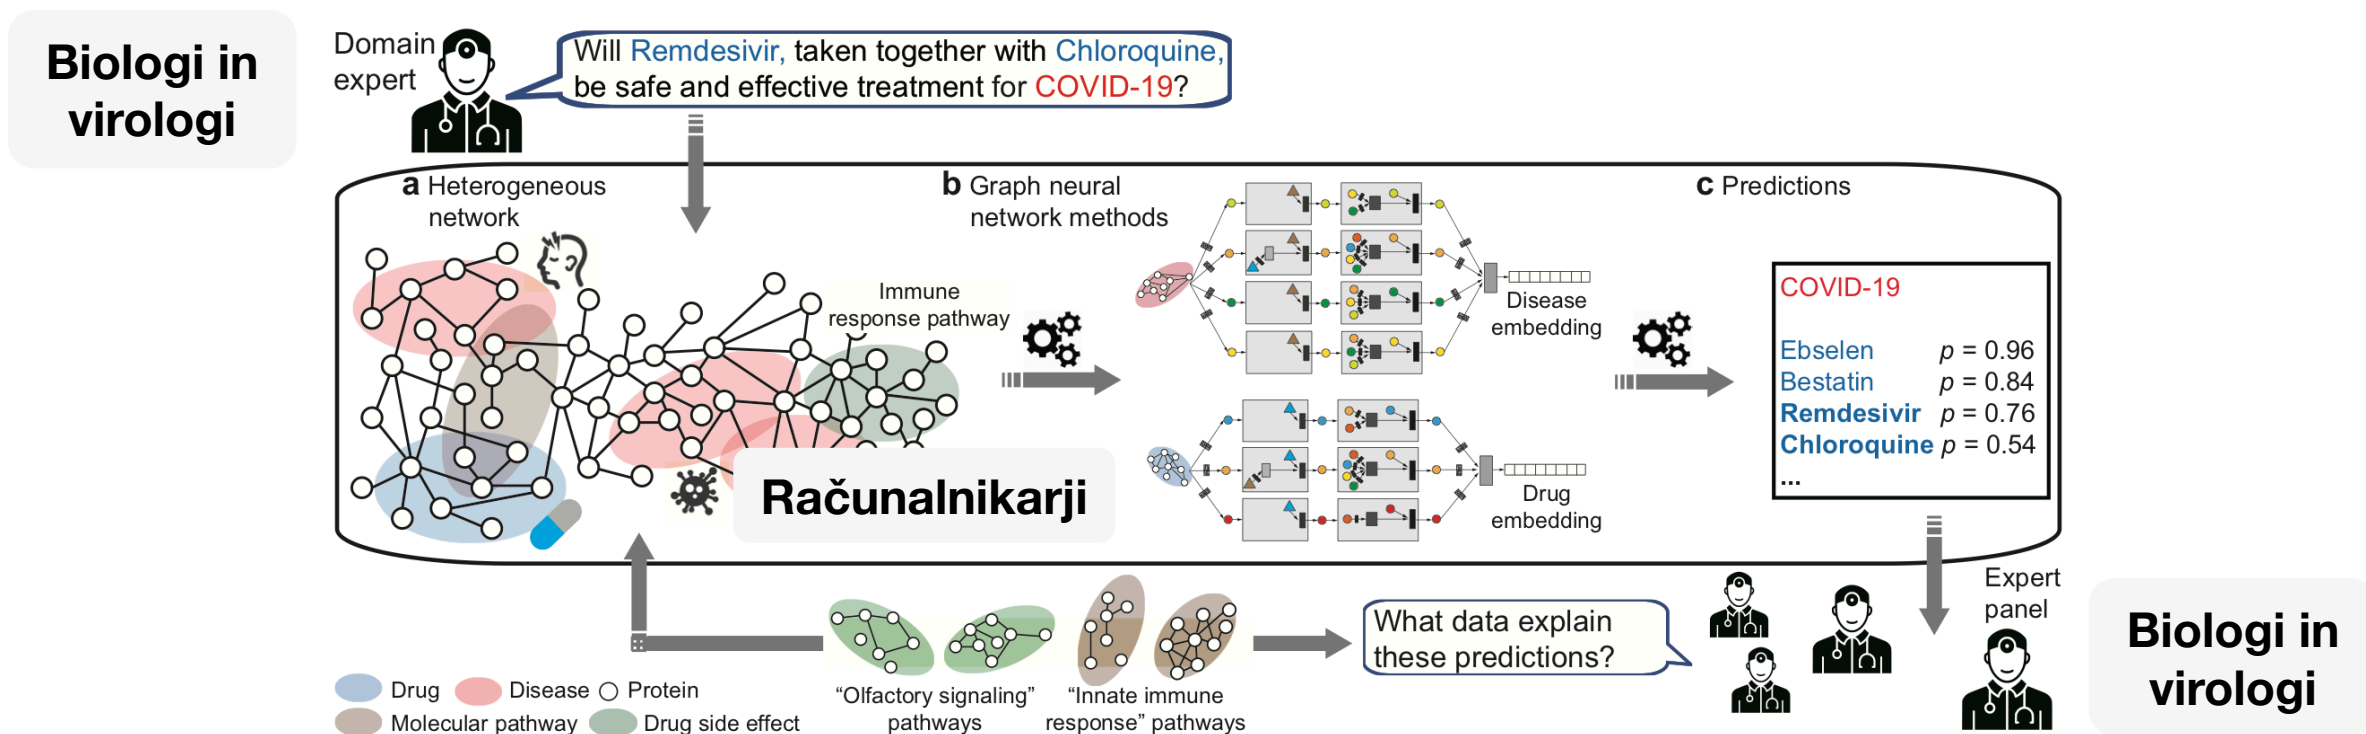 Biologi in
virologi
Domain
expert
Will Remdesivir, taken together with Chloroquine,
be safe and effective treatment for COVID-19?
a Heterogeneous
network
b Graph neural
network methods
c Predictions
Immune
response pathway
Disease
embedding
Drug
embedding
COVID-19
Ebselen p = 0.96
Bestatin p = 0.84
Remdesivir p = 0.76
Chloroquine p = 0.54
...
Računalnikarji
Expert
panel
What data explain
these predictions?
Biologi in
virologi
Drug Disease Protein
Molecular pathway Drug side effect
“Olfactory signaling”
pathways
“Innate immune
response” pathways